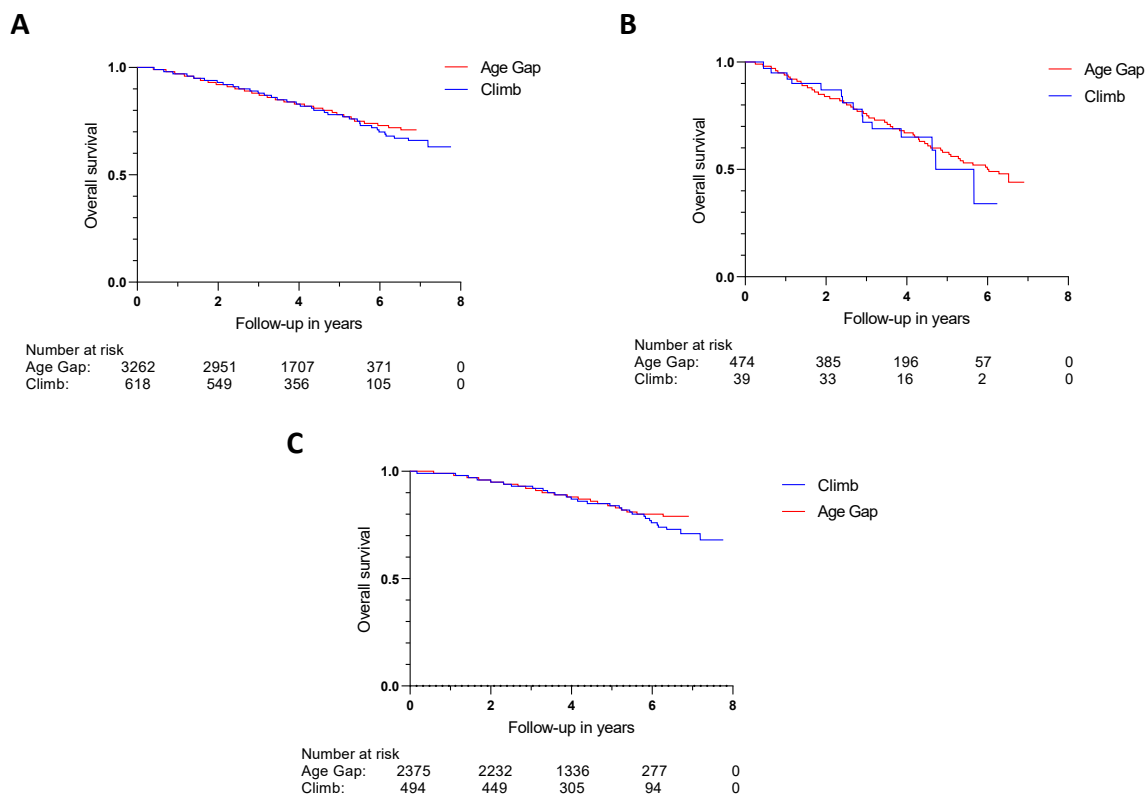 A
1.0
0.5
0.0
Overall survival
Age Gap
Climb
0 2 4 6 8
Follow-up in years
Number at risk
Age Gap: 3262 2951 1707 371 0
Climb: 618 549 356 105 0
B
1.0
0.5
0.0
Overall survival
Age Gap
Climb
0 2 4 6 8
Follow-up in years
Number at risk
Age Gap: 474 385 196 57 0
Climb: 39 33 16 2 0
C
1.0
0.5
0.0
Overall survival
Climb
Age Gap
0 2 4 6 8
Follow-up in years
Number at risk
Age Gap: 2375 2232 1336 277 0
Climb: 494 449 305 94 0